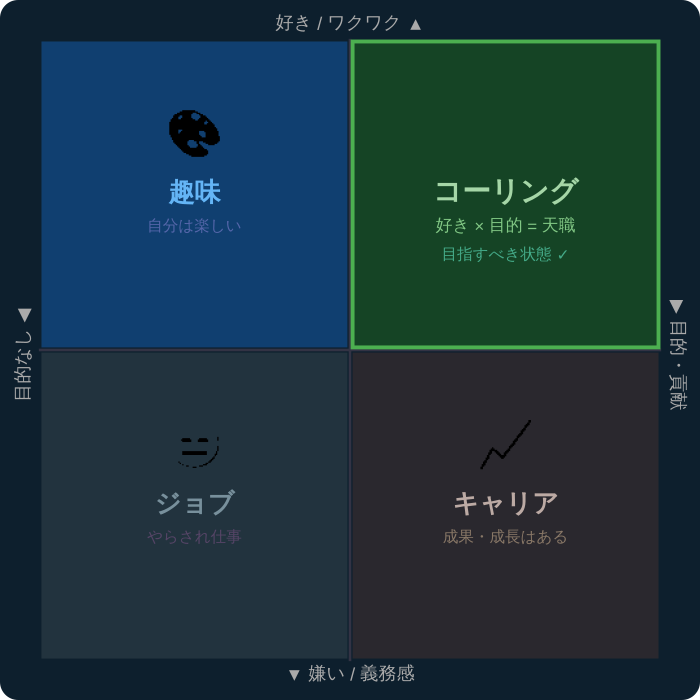 好き / ワクワク ▲
趣味
自分は楽しい
コーリング
好き × 目的 = 天職
目指すべき状態 ✓
目的なし ▼
▼ 目的・貢献
ジョブ
やらされ仕事
キャリア
成果・成長はある
▼ 嫌い / 義務感